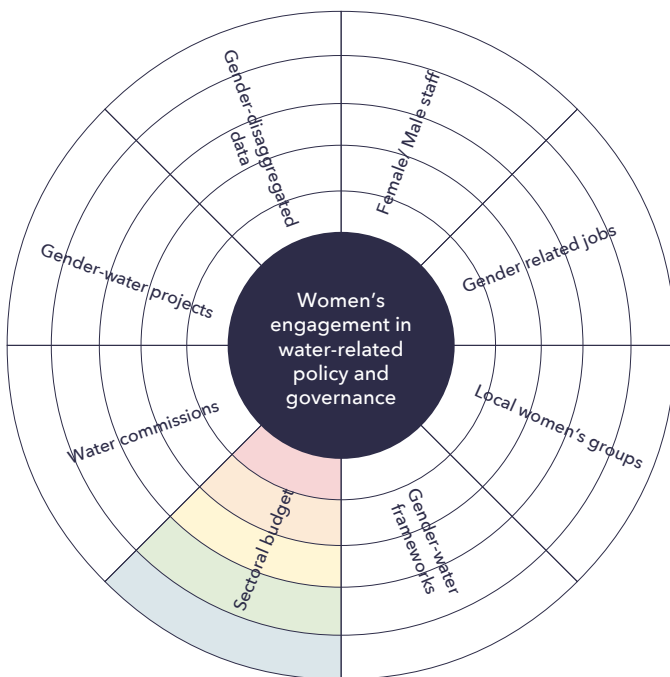 Gender-disaggregated
data
Female/ Male staff
Gender related jobs
Local women's groups
Gender-water
frameworks
Sectoral budget
Water commissions
Gender-water projects
Women's
engagement in
water-related
policy and
governance